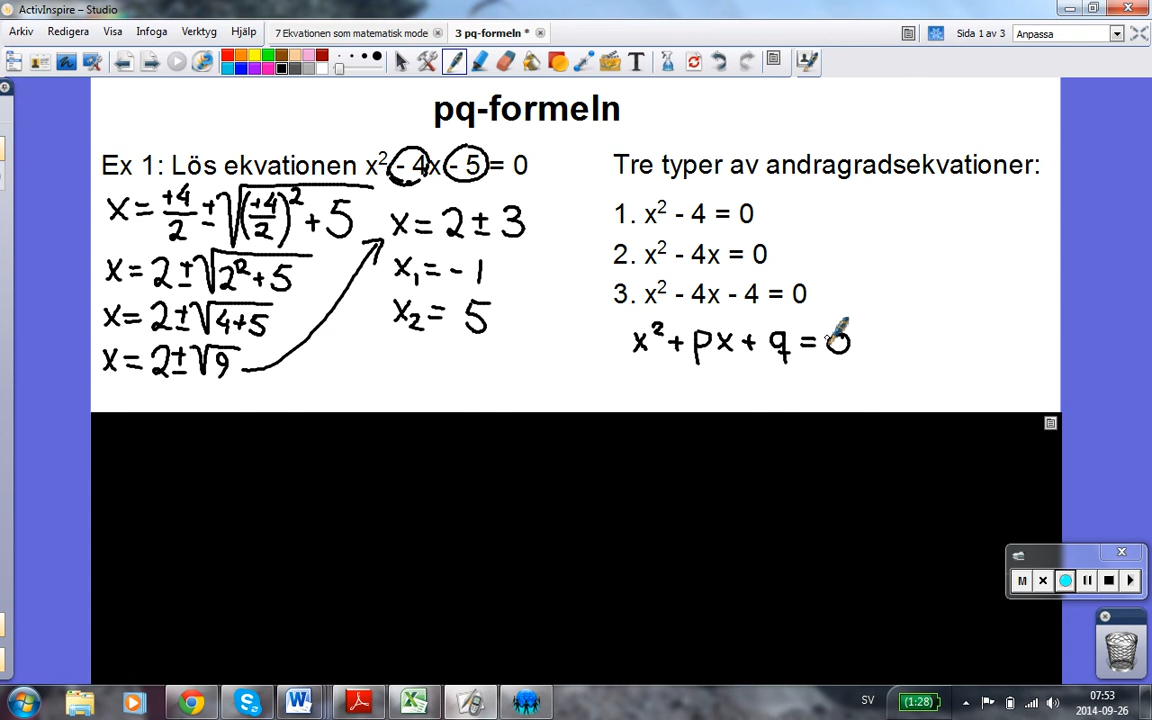 ActivInspire – Studio
Arkiv Redigera Visa Infoga Verktyg Hjälp
7 Ekvationen som matematisk mode
3 pq-formeln *
Sida 1 av 3
Anpassa
pq-formeln
Ex 1: Lös ekvationen x² - 4x - 5 = 0
x = +4/2 ± √((+4/2)² + 5
x = 2 ± √(2² + 5
x = 2 ± √(4+5
x = 2 ± √9
x = 2 ± 3
x₁ = - 1
x₂ = 5
Tre typer av andragradsekvationer:
1. x² - 4 = 0
2. x² - 4x = 0
3. x² - 4x - 4 = 0
x² + px + q = 0
M
SV
(1:28)
07:53
2014-09-26